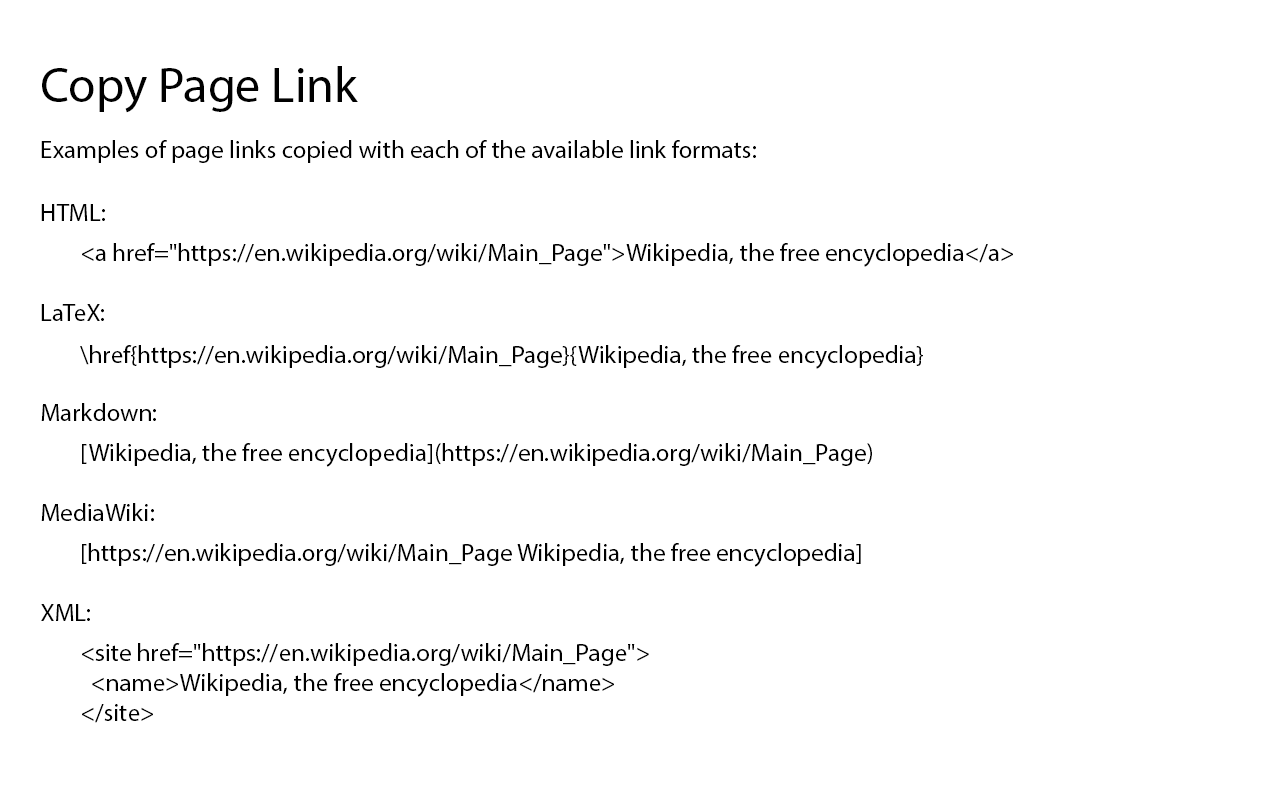 Copy Page Link
Examples of page links copied with each of the available link formats:
HTML:
<a href="https://en.wikipedia.org/wiki/Main_Page">Wikipedia, the free encyclopedia</a>
LaTeX:
\href{https://en.wikipedia.org/wiki/Main_Page}{Wikipedia, the free encyclopedia}
Markdown:
[Wikipedia, the free encyclopedia](https://en.wikipedia.org/wiki/Main_Page)
MediaWiki:
[https://en.wikipedia.org/wiki/Main_Page Wikipedia, the free encyclopedia]
XML:
<site href="https://en.wikipedia.org/wiki/Main_Page">
<name>Wikipedia, the free encyclopedia</name>
</site>